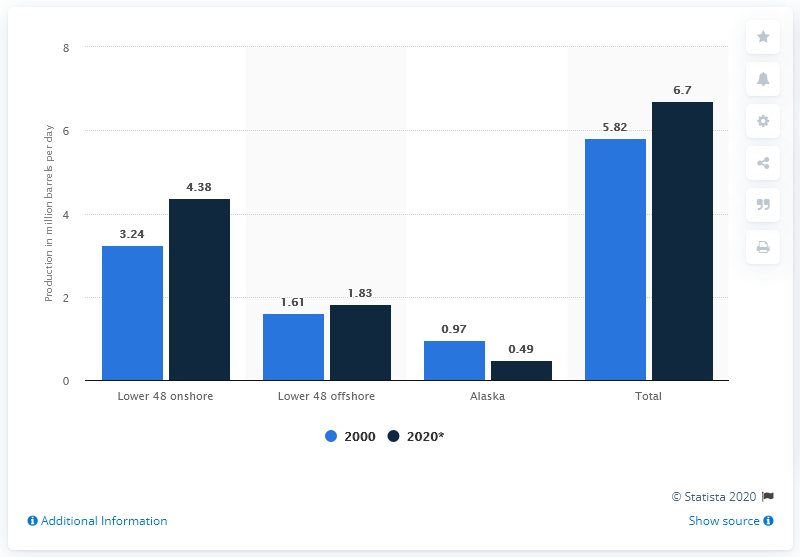 8
6
4
2
0
Production in million barrels per day
3.24
4.38
1.61
1.83
0.97
0.49
5.82
6.7
Lower 48 onshore
Lower 48 offshore
Alaska
Total
2000
2020*
© Statista 2020
Additional Information
Show source